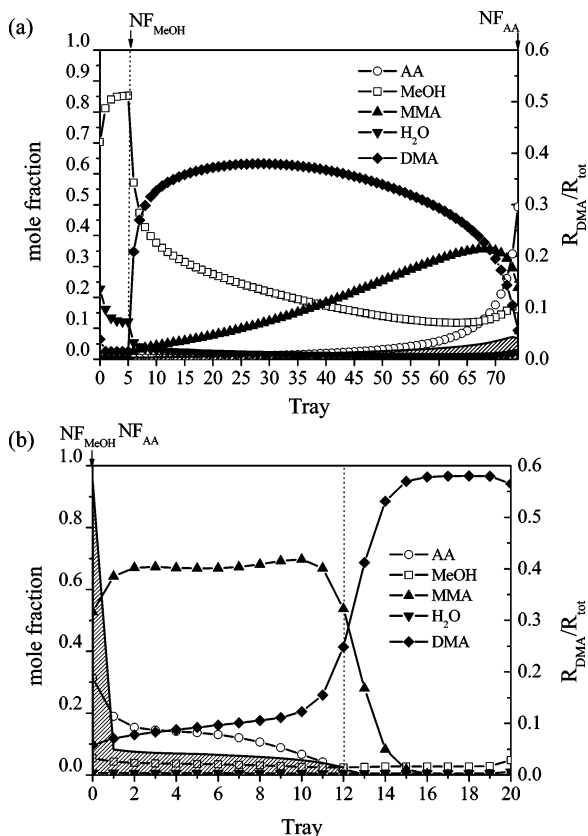 (a)
NF_MeOH
NF_AA
1.0
0.9
0.8
0.7
0.6
0.5
0.4
0.3
0.2
0.1
0.0
mole fraction
AA
MeOH
MMA
H₂O
DMA
0.6
0.5
0.4
0.3
0.2
0.1
0.0
R_DMA/R_tot
0 5 10 15 20 25 30 35 40 45 50 55 60 65 70
Tray
(b)
NF_MeOH NF_AA
1.0
0.8
0.6
0.4
0.2
0.0
mole fraction
AA
MeOH
MMA
H₂O
DMA
0.6
0.5
0.4
0.3
0.2
0.1
0.0
R_DMA/R_tot
0 2 4 6 8 10 12 14 16 18 20
Tray